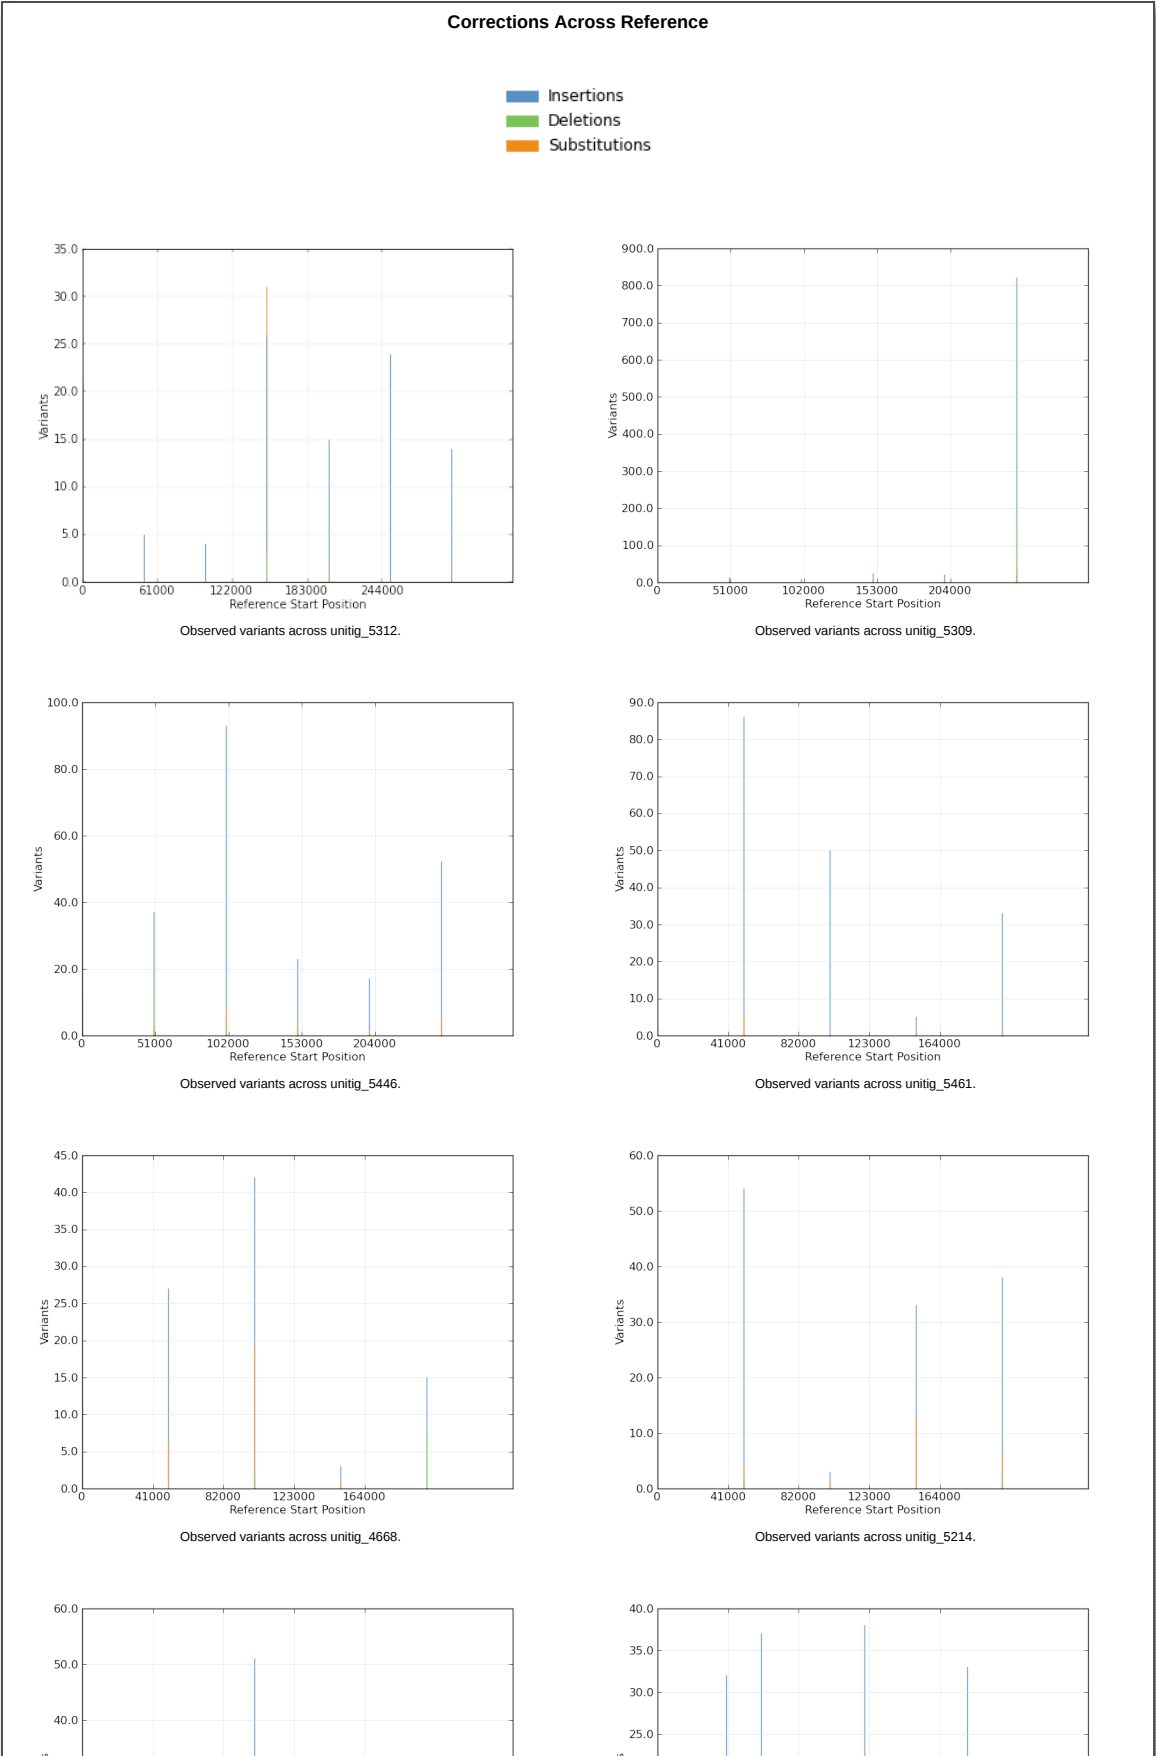 Corrections Across Reference
Insertions
Deletions
Substitutions
35.0
30.0
25.0
20.0
15.0
10.0
5.0
0.0
Variants
0 61000 122000 183000 244000
Reference Start Position
Observed variants across unitig_5312.
900.0
800.0
700.0
600.0
500.0
400.0
300.0
200.0
100.0
0.0
Variants
0 51000 102000 153000 204000
Reference Start Position
Observed variants across unitig_5309.
100.0
80.0
60.0
40.0
20.0
0.0
Variants
0 51000 102000 153000 204000
Reference Start Position
Observed variants across unitig_5446.
90.0
80.0
70.0
60.0
50.0
40.0
30.0
20.0
10.0
0.0
Variants
0 41000 82000 123000 164000
Reference Start Position
Observed variants across unitig_5461.
45.0
40.0
35.0
30.0
25.0
20.0
15.0
10.0
5.0
0.0
Variants
0 41000 82000 123000 164000
Reference Start Position
Observed variants across unitig_4668.
60.0
50.0
40.0
30.0
20.0
10.0
0.0
Variants
0 41000 82000 123000 164000
Reference Start Position
Observed variants across unitig_5214.
60.0
50.0
40.0
40.0
35.0
30.0
25.0